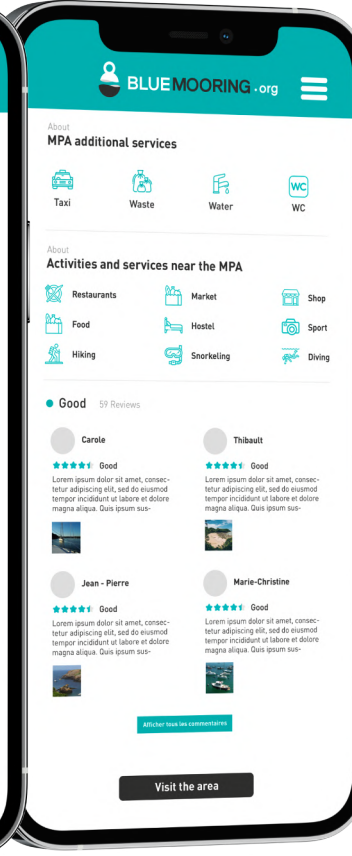 BLUEMOORING.org
About
MPA additional services
Taxi
Waste
Water
WC
WC
About
Activities and services near the MPA
Restaurants
Market
Shop
Food
Hostel
Sport
Hiking
Snorkeling
Diving
Good 59 Reviews
Carole
Good
Lorem ipsum dolor sit amet, consec-
tetur adipiscing elit, sed do eiusmod
tempor incididunt ut labore et dolore
magna aliqua. Quis ipsum sus-
Thibault
Good
Lorem ipsum dolor sit amet, consec-
tetur adipiscing elit, sed do eiusmod
tempor incididunt ut labore et dolore
magna aliqua. Quis ipsum sus-
Jean - Pierre
Good
Lorem ipsum dolor sit amet, consec-
tetur adipiscing elit, sed do eiusmod
tempor incididunt ut labore et dolore
magna aliqua. Quis ipsum sus-
Marie-Christine
Good
Lorem ipsum dolor sit amet, consec-
tetur adipiscing elit, sed do eiusmod
tempor incididunt ut labore et dolore
magna aliqua. Quis ipsum sus-
Afficher tous les commentaires
Visit the area